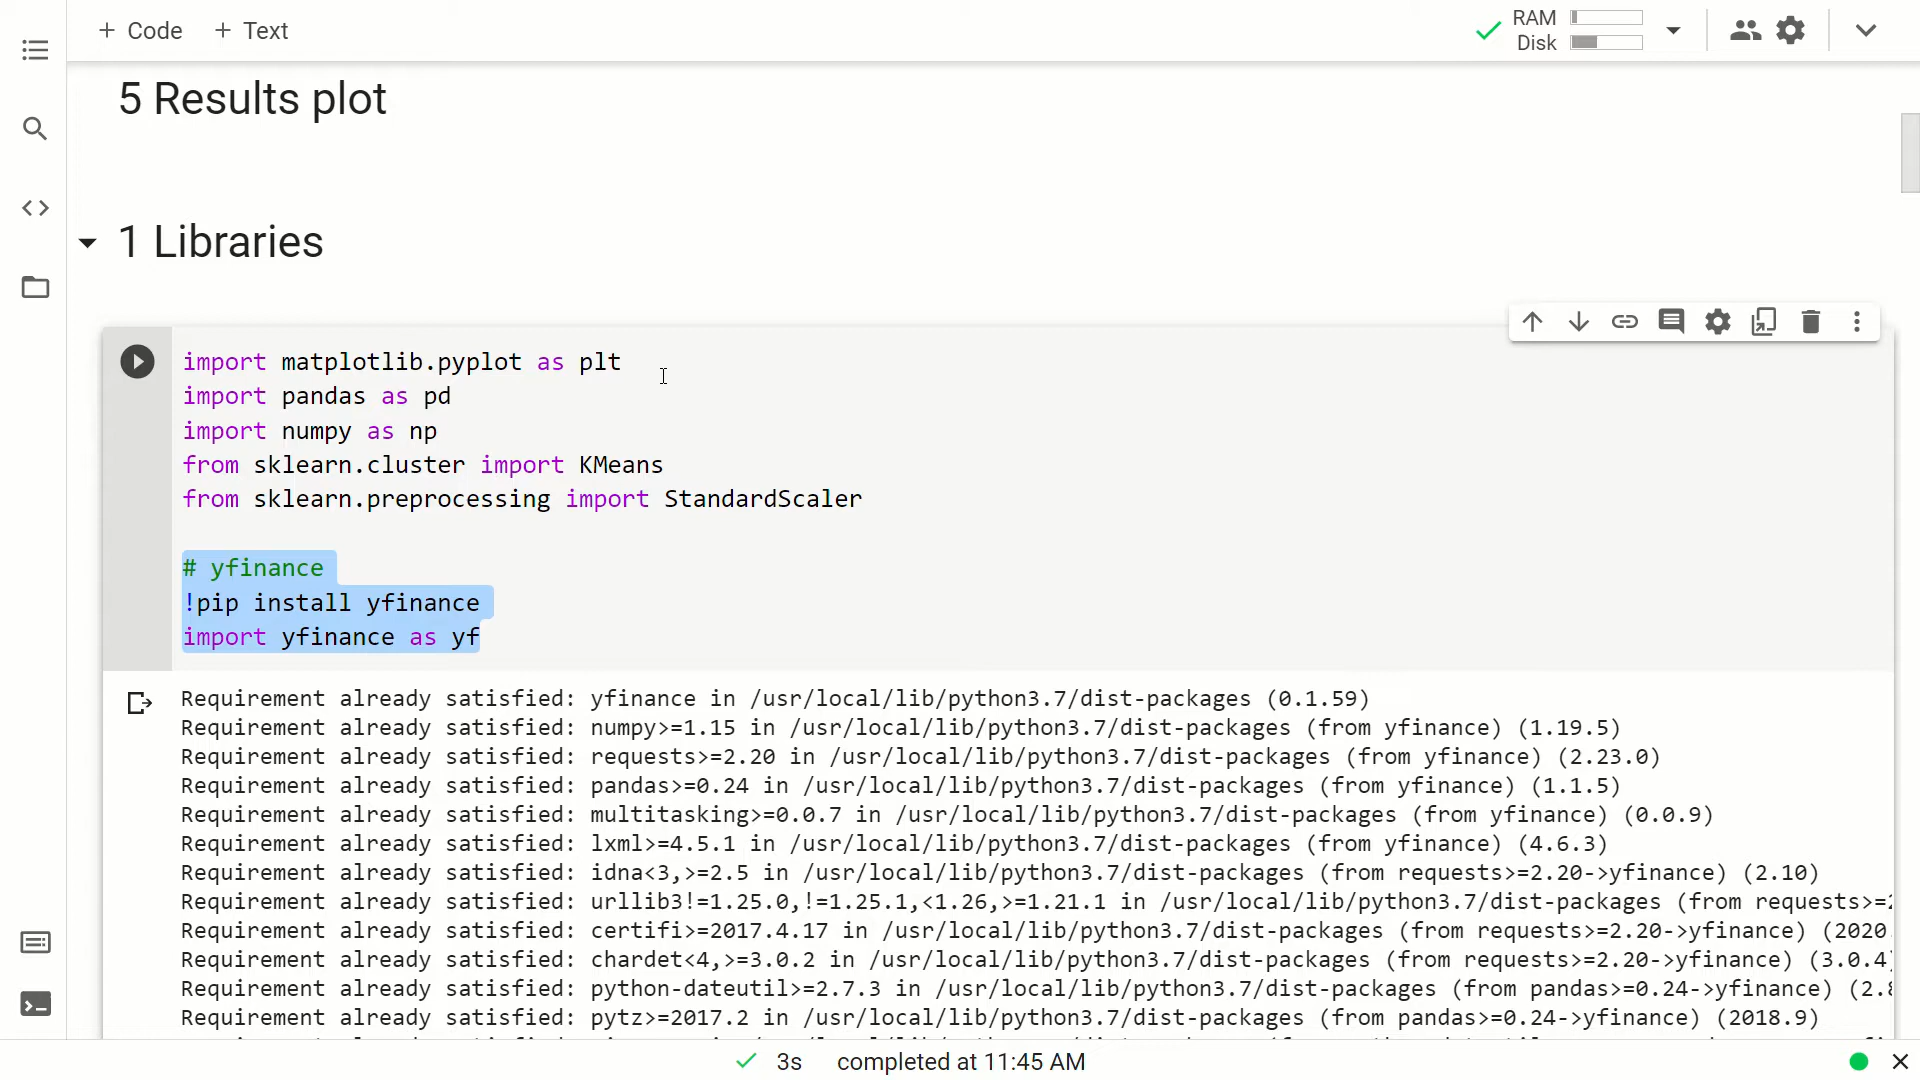 + Code + Text
RAM
Disk
5 Results plot
1 Libraries
import matplotlib.pyplot as plt
import pandas as pd
import numpy as np
from sklearn.cluster import KMeans
from sklearn.preprocessing import StandardScaler
# yfinance
!pip install yfinance
import yfinance as yf
Requirement already satisfied: yfinance in /usr/local/lib/python3.7/dist-packages (0.1.59)
Requirement already satisfied: numpy>=1.15 in /usr/local/lib/python3.7/dist-packages (from yfinance) (1.19.5)
Requirement already satisfied: requests>=2.20 in /usr/local/lib/python3.7/dist-packages (from yfinance) (2.23.0)
Requirement already satisfied: pandas>=0.24 in /usr/local/lib/python3.7/dist-packages (from yfinance) (1.1.5)
Requirement already satisfied: multitasking>=0.0.7 in /usr/local/lib/python3.7/dist-packages (from yfinance) (0.0.9)
Requirement already satisfied: lxml>=4.5.1 in /usr/local/lib/python3.7/dist-packages (from yfinance) (4.6.3)
Requirement already satisfied: idna<3,>=2.5 in /usr/local/lib/python3.7/dist-packages (from requests>=2.20->yfinance) (2.10)
Requirement already satisfied: urllib3!=1.25.0,!=1.25.1,<1.26,>=1.21.1 in /usr/local/lib/python3.7/dist-packages (from requests>=
Requirement already satisfied: certifi>=2017.4.17 in /usr/local/lib/python3.7/dist-packages (from requests>=2.20->yfinance) (2020
Requirement already satisfied: chardet<4,>=3.0.2 in /usr/local/lib/python3.7/dist-packages (from requests>=2.20->yfinance) (3.0.4
Requirement already satisfied: python-dateutil>=2.7.3 in /usr/local/lib/python3.7/dist-packages (from pandas>=0.24->yfinance) (2.
Requirement already satisfied: pytz>=2017.2 in /usr/local/lib/python3.7/dist-packages (from pandas>=0.24->yfinance) (2018.9)
3s completed at 11:45 AM